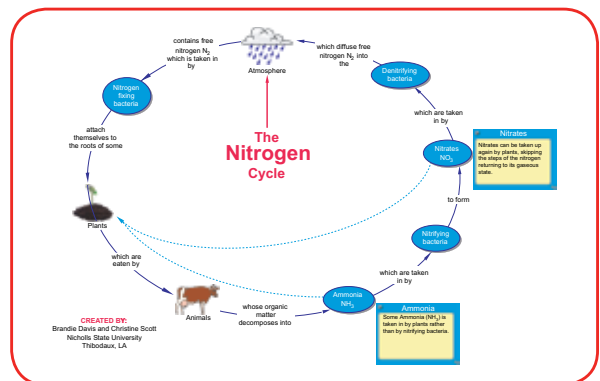 contains free
nitrogen N2
which is taken in
by
Atmosphere
which diffuse free
nitrogen N2 into
the
Denitrifying
bacteria
Nitrogen
fixing
bacteria
which are taken
in by
attach
themselves to
the roots of some
The
Nitrogen
Cycle
Nitrates
NO3
Nitrates
Nitrates can be taken up
again by plants, skipping
the steps of the nitrogen
returning to its gaseous
state.
to form
Plants
Nitrifying
bacteria
which are
eaten by
which are taken
in by
Animals
whose organic
matter
decomposes into
Ammonia
NH3
Ammonia
Some Ammonia (NH3) is
taken in by plants rather
than by nitrifying bacteria.
CREATED BY:
Brandie Davis and Christine Scott
Nicholls State University
Thibodaux, LA